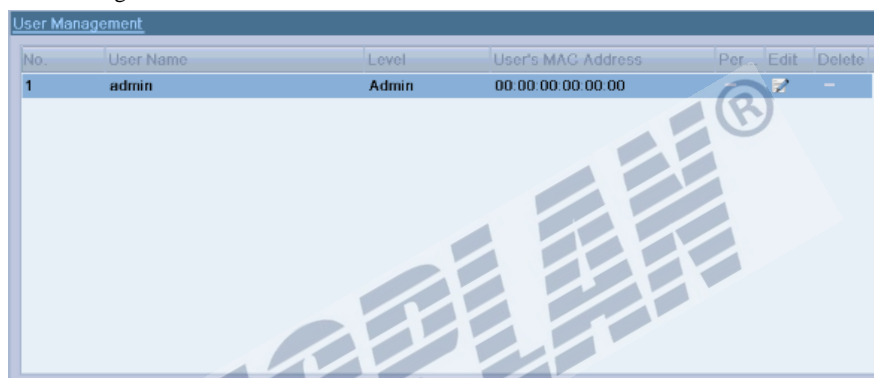 User Management
No. User Name Level User's MAC Address Per... Edit Delete
1 admin Admin 00:00:00:00:00:00 – –
®